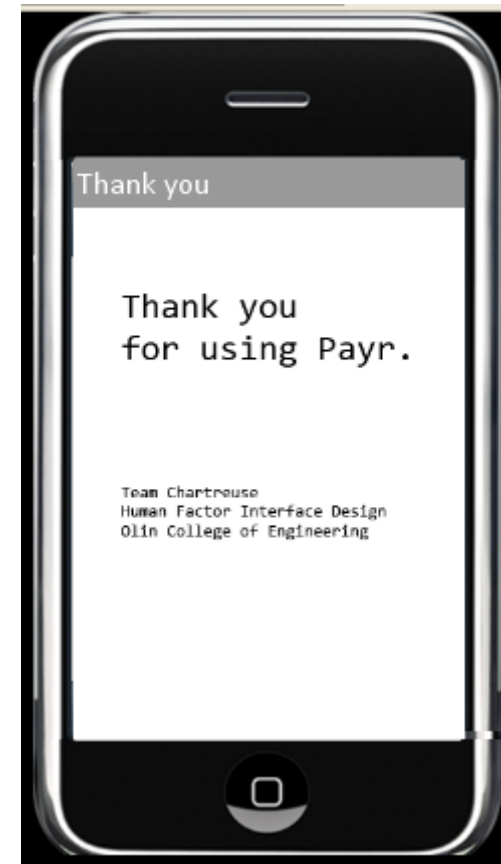 Thank you
Thank you
for using Payr.
Team Chartreuse
Human Factor Interface Design
Olin College of Engineering